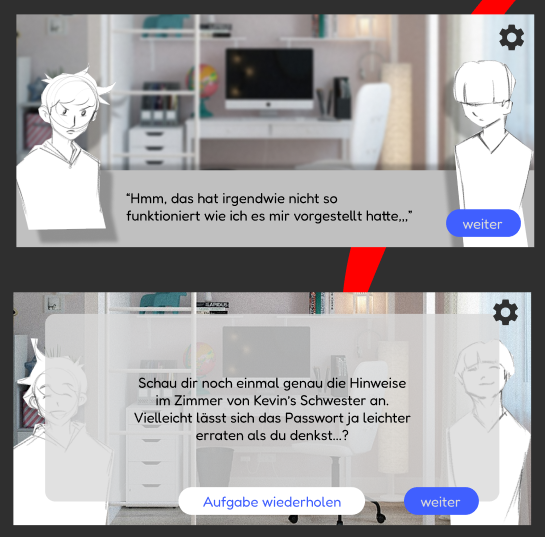 “Hmm, das hat irgendwie nicht so
funktioniert wie ich es mir vorgestellt hatte,,,”
weiter
Schau dir noch einmal genau die Hinweise
im Zimmer von Kevin's Schwester an.
Vielleicht lässt sich das Passwort ja leichter
erraten als du denkst...?
Aufgabe wiederholen
weiter